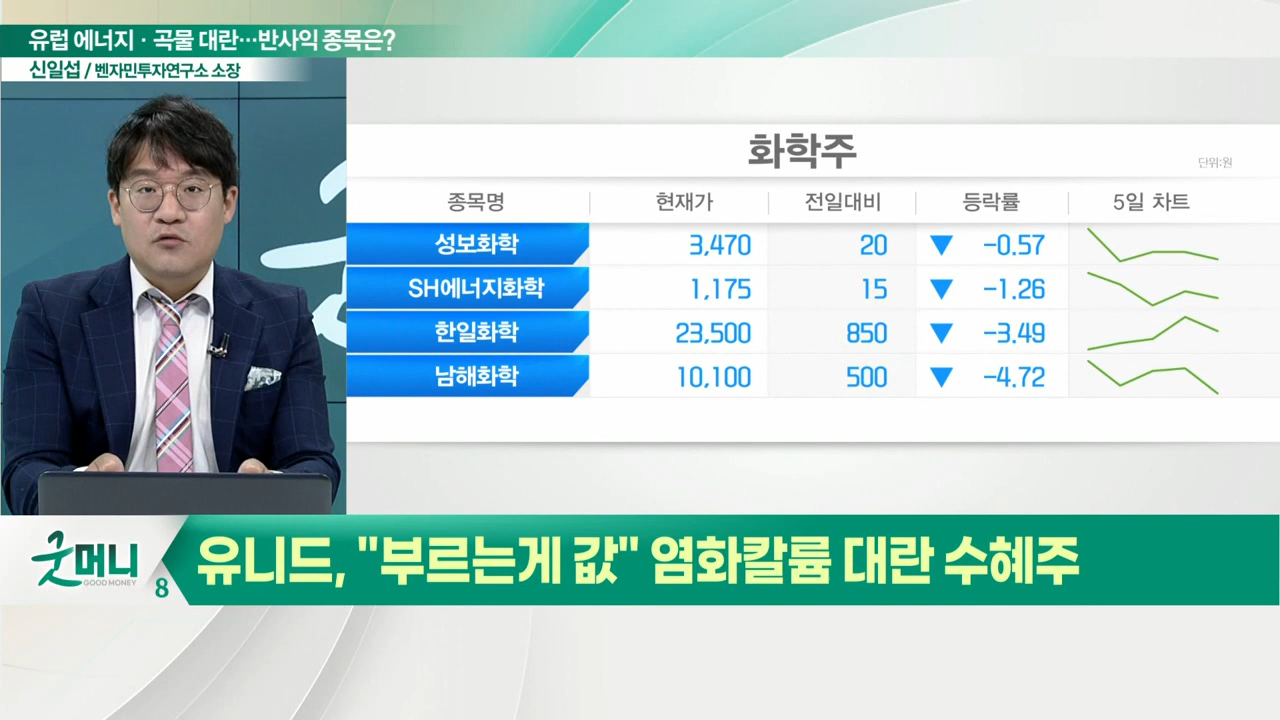 유럽 에너지 · 곡물 대란…반사익 종목은?
신일섭 / 벤자민투자연구소 소장
화학주
단위:원
종목명 현재가 전일대비 등락률 5일 차트
성보화학 3,470 20 ▼ -0.57
SH에너지화학 1,175 15 ▼ -1.26
한일화학 23,500 850 ▼ -3.49
남해화학 10,100 500 ▼ -4.72
굿머니
GOOD MONEY
8
유니드, "부르는게 값" 염화칼륨 대란 수혜주